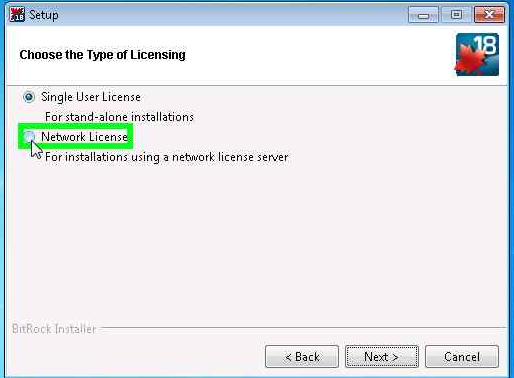 18 Setup
Choose the Type of Licensing
18
Single User License
For stand-alone installations
Network License
For installations using a network license server
BitRock Installer
< Back
Next >
Cancel